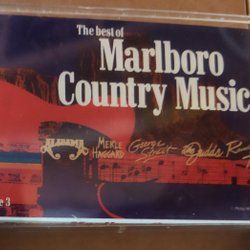 The best of
Marlboro
Country Music
ALABAMA
MERLE
HAGGARD
George
Strait
The Judds
e 3